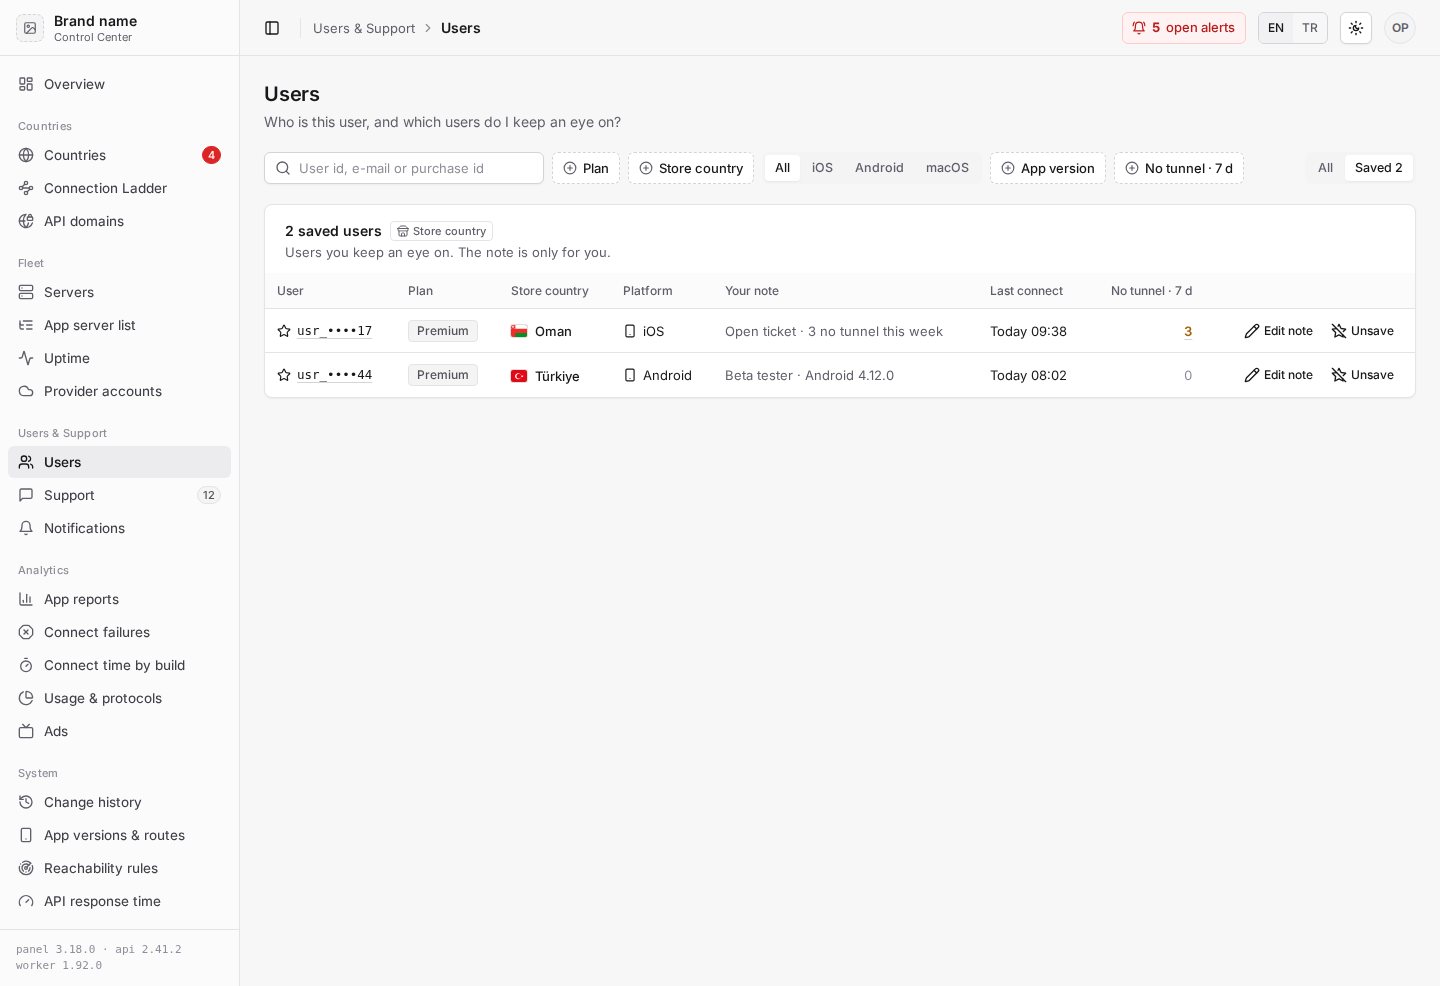 Brand name
Control Center
Overview
Countries
Countries 4
Connection Ladder
API domains
Fleet
Servers
App server list
Uptime
Provider accounts
Users & Support
Users
Support 12
Notifications
Analytics
App reports
Connect failures
Connect time by build
Usage & protocols
Ads
System
Change history
App versions & routes
Reachability rules
API response time
panel 3.18.0 · api 2.41.2
worker 1.92.0
Users & Support > Users
5 open alerts
EN TR
OP
Users
Who is this user, and which users do I keep an eye on?
User id, e-mail or purchase id
Plan
Store country
All iOS Android macOS
App version
No tunnel · 7 d
All Saved 2
2 saved users Store country
Users you keep an eye on. The note is only for you.
User Plan Store country Platform Your note Last connect No tunnel · 7 d
usr_••••17 Premium Oman iOS Open ticket · 3 no tunnel this week Today 09:38 3 Edit note Unsave
usr_••••44 Premium Türkiye Android Beta tester · Android 4.12.0 Today 08:02 0 Edit note Unsave